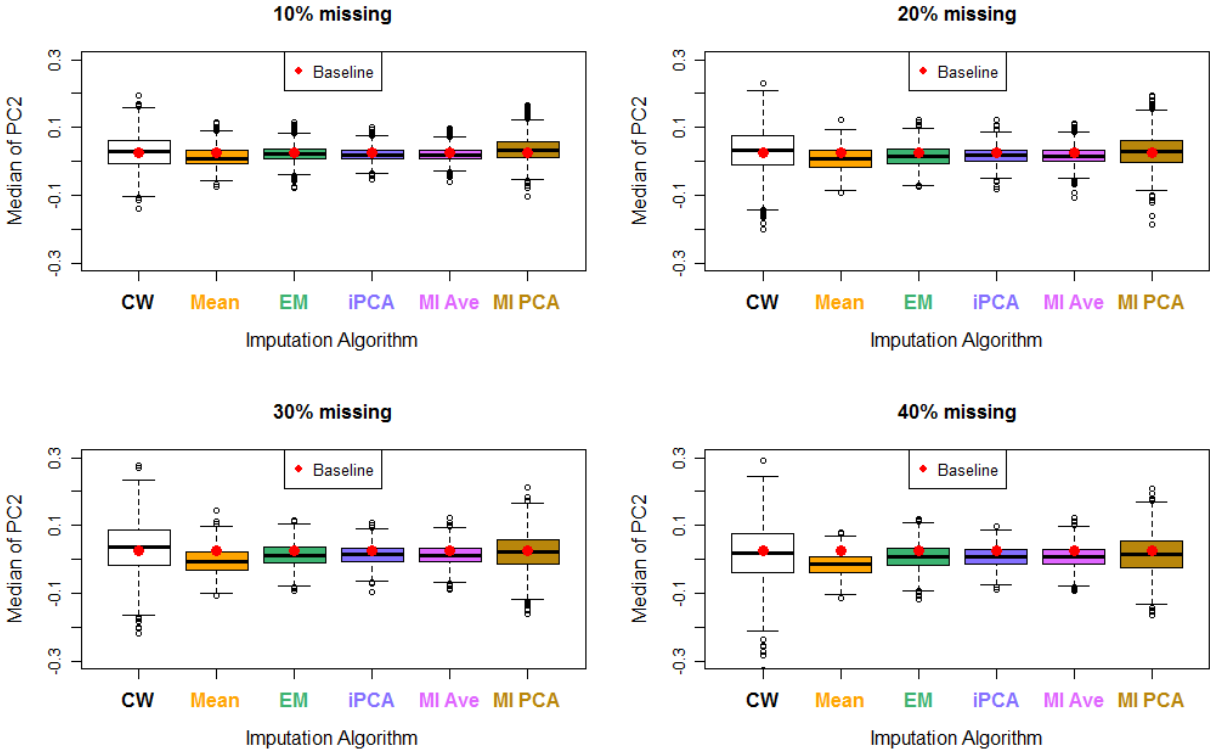 10% missing
Median of PC2
0.3
0.1
-0.1
-0.3
Baseline
CW Mean EM iPCA MI Ave MI PCA
Imputation Algorithm
20% missing
Median of PC2
0.3
0.1
-0.1
-0.3
Baseline
CW Mean EM iPCA MI Ave MI PCA
Imputation Algorithm
30% missing
Median of PC2
0.3
0.1
-0.1
-0.3
Baseline
CW Mean EM iPCA MI Ave MI PCA
Imputation Algorithm
40% missing
Median of PC2
0.3
0.1
-0.1
-0.3
Baseline
CW Mean EM iPCA MI Ave MI PCA
Imputation Algorithm